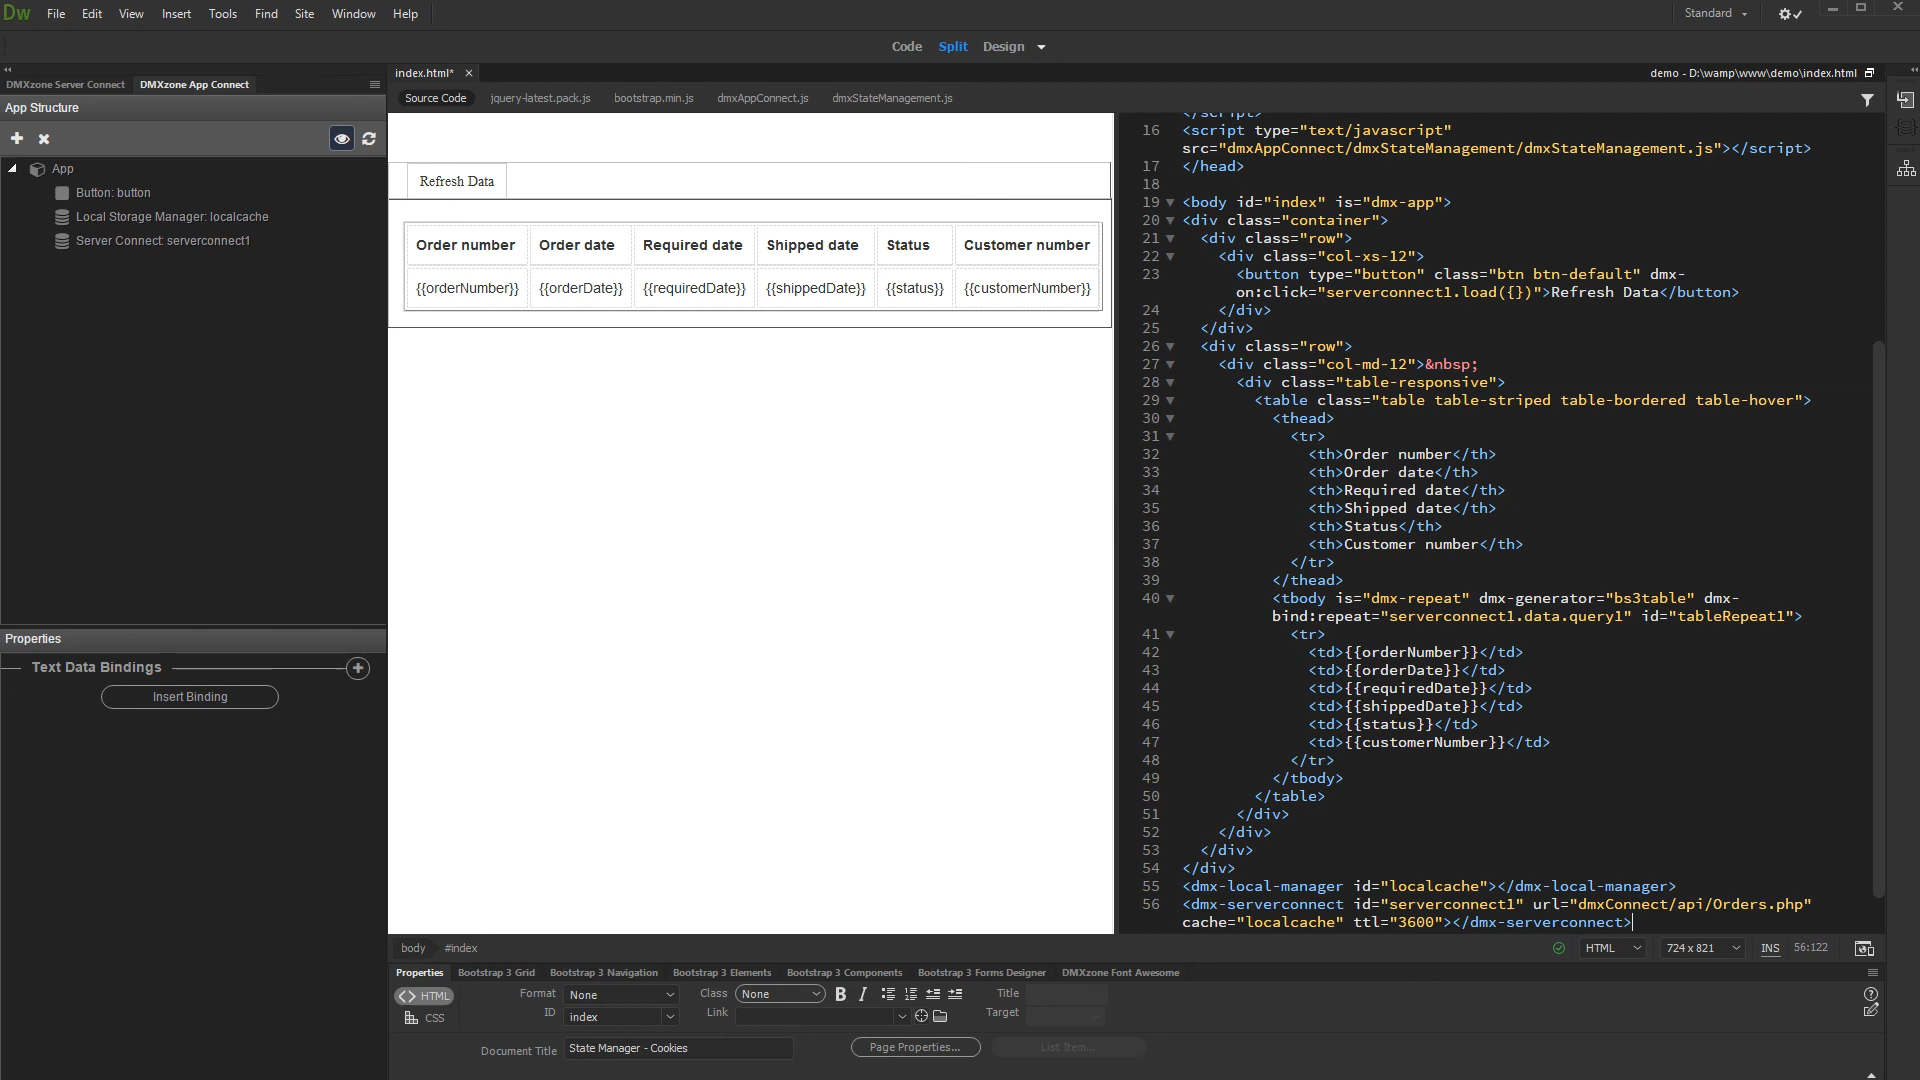 Dw File Edit View Insert Tools Find Site Window Help Standard
Code Split Design
DMXzone Server Connect DMXzone App Connect
App Structure
App
Button: button
Local Storage Manager: localcache
Server Connect: serverconnect1
Properties
Text Data Bindings
Insert Binding
index.html*
demo - D:\wamp\www\demo\index.html
Source Code jquery-latest.pack.js bootstrap.min.js dmxAppConnect.js dmxStateManagement.js
Refresh Data
Order number Order date Required date Shipped date Status Customer number
{{orderNumber}} {{orderDate}} {{requiredDate}} {{shippedDate}} {{status}} {{customerNumber}}
</script>
16 <script type="text/javascript"
src="dmxAppConnect/dmxStateManagement/dmxStateManagement.js"></script>
17 </head>
18
19 <body id="index" is="dmx-app">
20 <div class="container">
21 <div class="row">
22 <div class="col-xs-12">
23 <button type="button" class="btn btn-default" dmx-
on:click="serverconnect1.load({})">Refresh Data</button>
24 </div>
25 </div>
26 <div class="row">
27 <div class="col-md-12">&nbsp;
28 <div class="table-responsive">
29 <table class="table table-striped table-bordered table-hover">
30 <thead>
31 <tr>
32 <th>Order number</th>
33 <th>Order date</th>
34 <th>Required date</th>
35 <th>Shipped date</th>
36 <th>Status</th>
37 <th>Customer number</th>
38 </tr>
39 </thead>
40 <tbody is="dmx-repeat" dmx-generator="bs3table" dmx-
bind:repeat="serverconnect1.data.query1" id="tableRepeat1">
41 <tr>
42 <td>{{orderNumber}}</td>
43 <td>{{orderDate}}</td>
44 <td>{{requiredDate}}</td>
45 <td>{{shippedDate}}</td>
46 <td>{{status}}</td>
47 <td>{{customerNumber}}</td>
48 </tr>
49 </tbody>
50 </table>
51 </div>
52 </div>
53 </div>
54 </div>
55 <dmx-local-manager id="localcache"></dmx-local-manager>
56 <dmx-serverconnect id="serverconnect1" url="dmxConnect/api/Orders.php"
cache="localcache" ttl="3600"></dmx-serverconnect>
body #index HTML 724 x 821 INS 56:122
Properties Bootstrap 3 Grid Bootstrap 3 Navigation Bootstrap 3 Elements Bootstrap 3 Components Bootstrap 3 Forms Designer DMXzone Font Awesome
<> HTML Format None Class None B I Title
CSS ID index Link Target
Document Title State Manager - Cookies Page Properties... List Item...